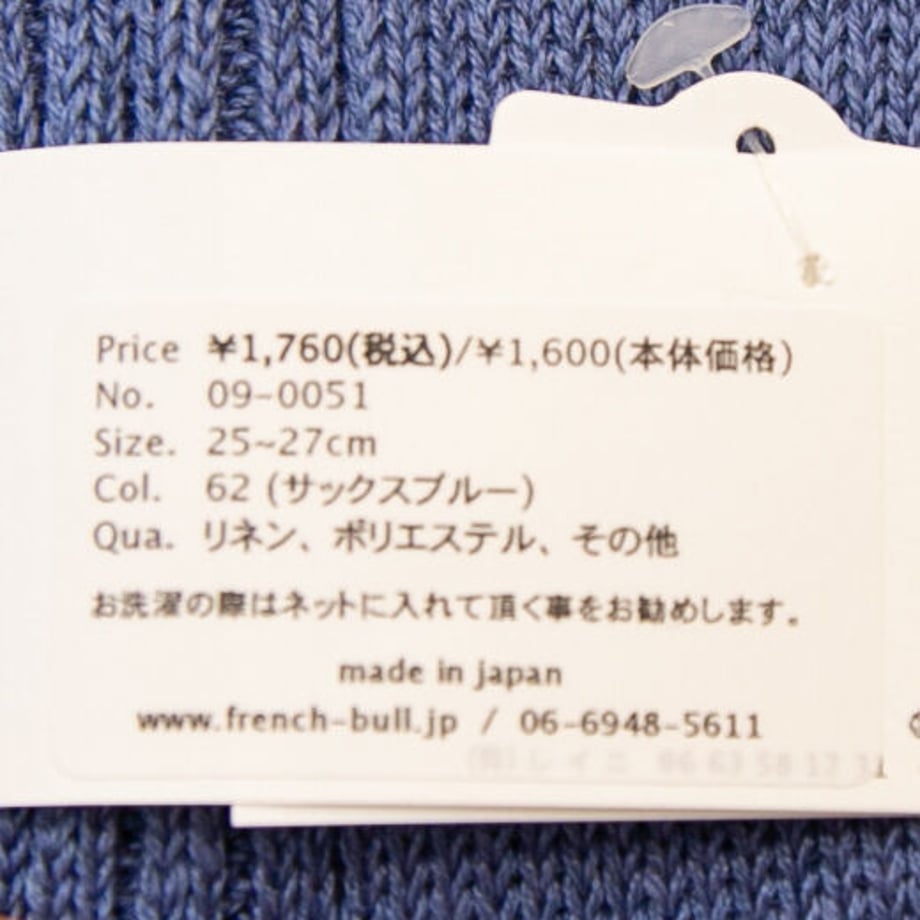 Price ¥1,760(税込)/¥1,600(本体価格)
No. 09-0051
Size. 25~27cm
Col. 62 (サックスブルー)
Qua. リネン、ポリエステル、その他
お洗濯の際はネットに入れて頂く事をお勧めします。
made in japan
www.french-bull.jp / 06-6948-5611